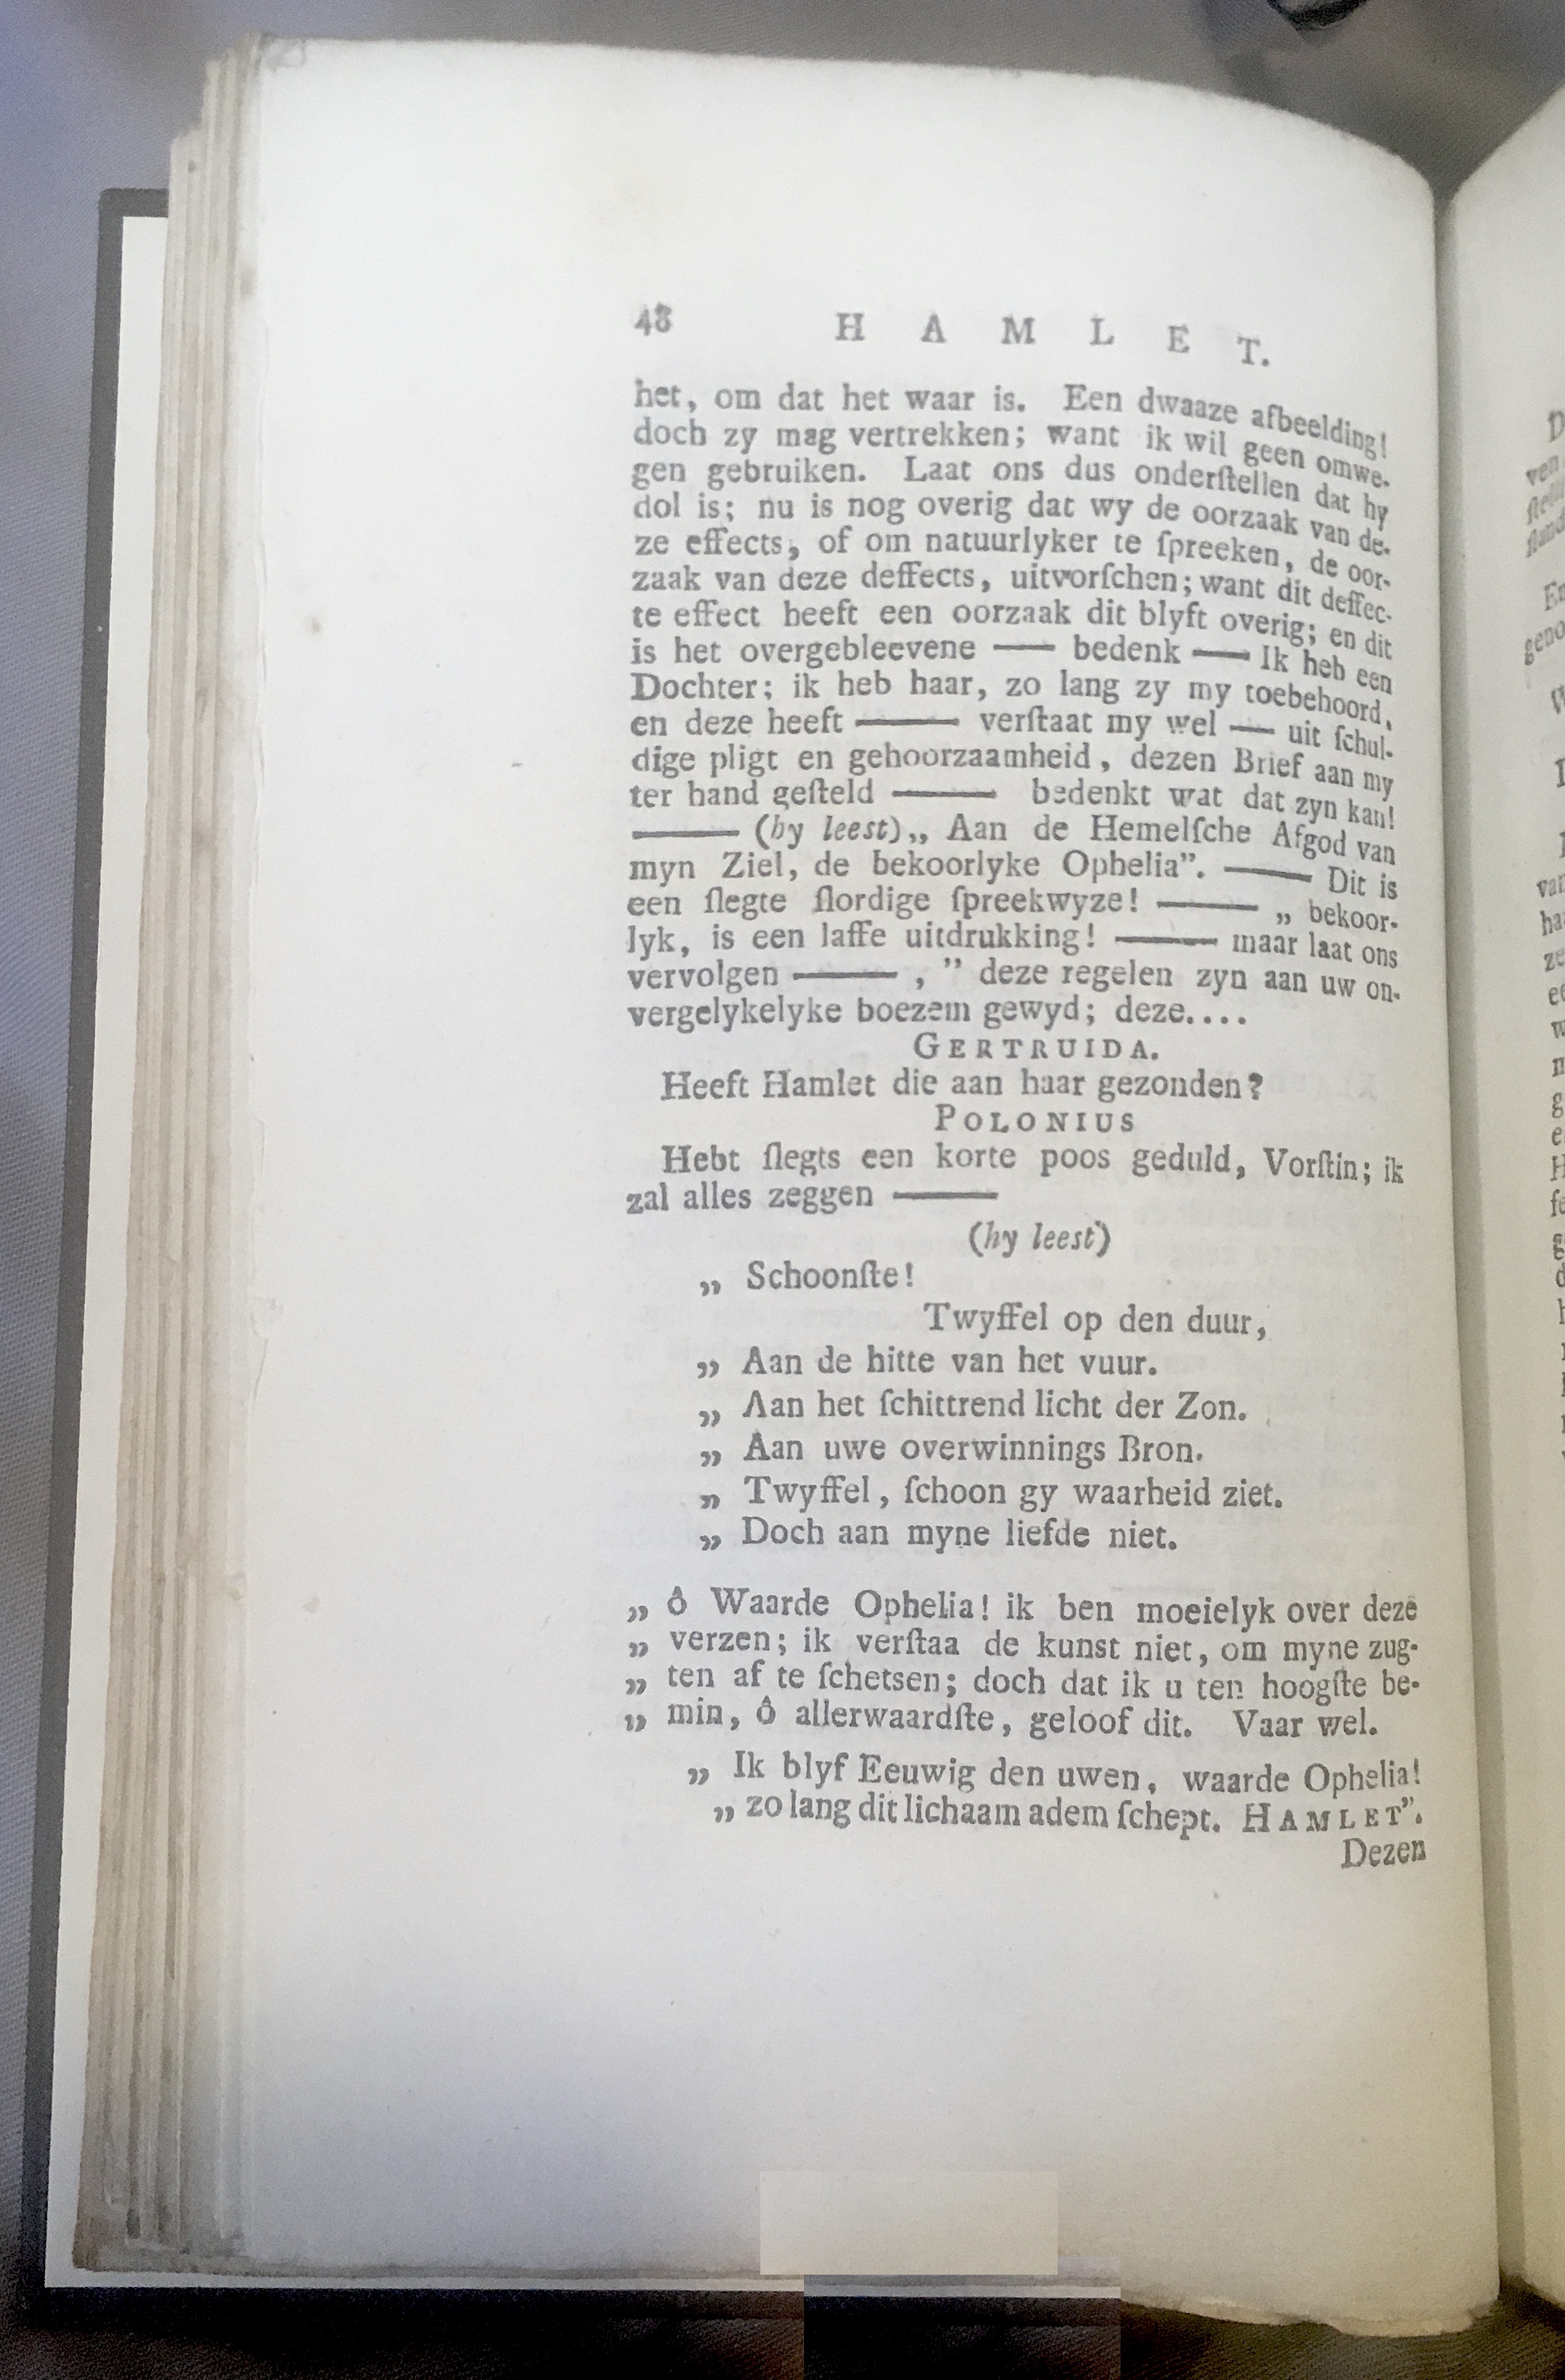 48 H A M L E T.
het, om dat het waar is. Een dwaaze afbeelding!
doch zy mag vertrekken; want ik wil geen omwe-
gen gebruiken. Laat ons dus onderſtellen dat hy
dol is; nu is nog overig dat wy de oorzaak van de-
ze effects, of om natuurlyker te ſpreeken, de oor-
zaak van deze deffects, uitvorſchen; want dit deffec-
te effect heeft een oorzaak dit blyft overig; en dit
is het overgebleevene — bedenk — Ik heb een
Dochter; ik heb haar, zo lang zy my toebehoord,
en deze heeft —— verſtaat my wel — uit ſchul-
dige pligt en gehoorzaamheid, dezen Brief aan my
ter hand geſteld —— bedenkt wat dat zyn kan!
—— (hy leest) „ Aan de Hemelſche Afgod van
myn Ziel, de bekoorlyke Ophelia”. —— Dit is
een ſlegte ſlordige ſpreekwyze! —— „ bekoor-
lyk, is een laffe uitdrukking! —— maar laat ons
vervolgen —— , ” deze regelen zyn aan uw on-
vergelykelyke boezem gewyd; deze....
GERTRUIDA.
Heeft Hamlet die aan haar gezonden?
POLONIUS
Hebt ſlegts een korte poos geduld, Vorſtin; ik
zal alles zeggen ——
(hy leest)
„ Schoonſte!
Twyffel op den duur,
„ Aan de hitte van het vuur.
„ Aan het ſchittrend licht der Zon.
„ Aan uwe overwinnings Bron.
„ Twyffel, ſchoon gy waarheid ziet.
„ Doch aan myne liefde niet.
„ ô Waarde Ophelia! ik ben moeielyk over deze
„ verzen; ik verſtaa de kunst niet, om myne zug-
„ ten af te ſchetsen; doch dat ik u ten hoogſte be-
„ min, ô allerwaardſte, geloof dit. Vaar wel.
„ Ik blyf Eeuwig den uwen, waarde Ophelia!
„ zo lang dit lichaam adem ſchept. HAMLET”.
Dezen